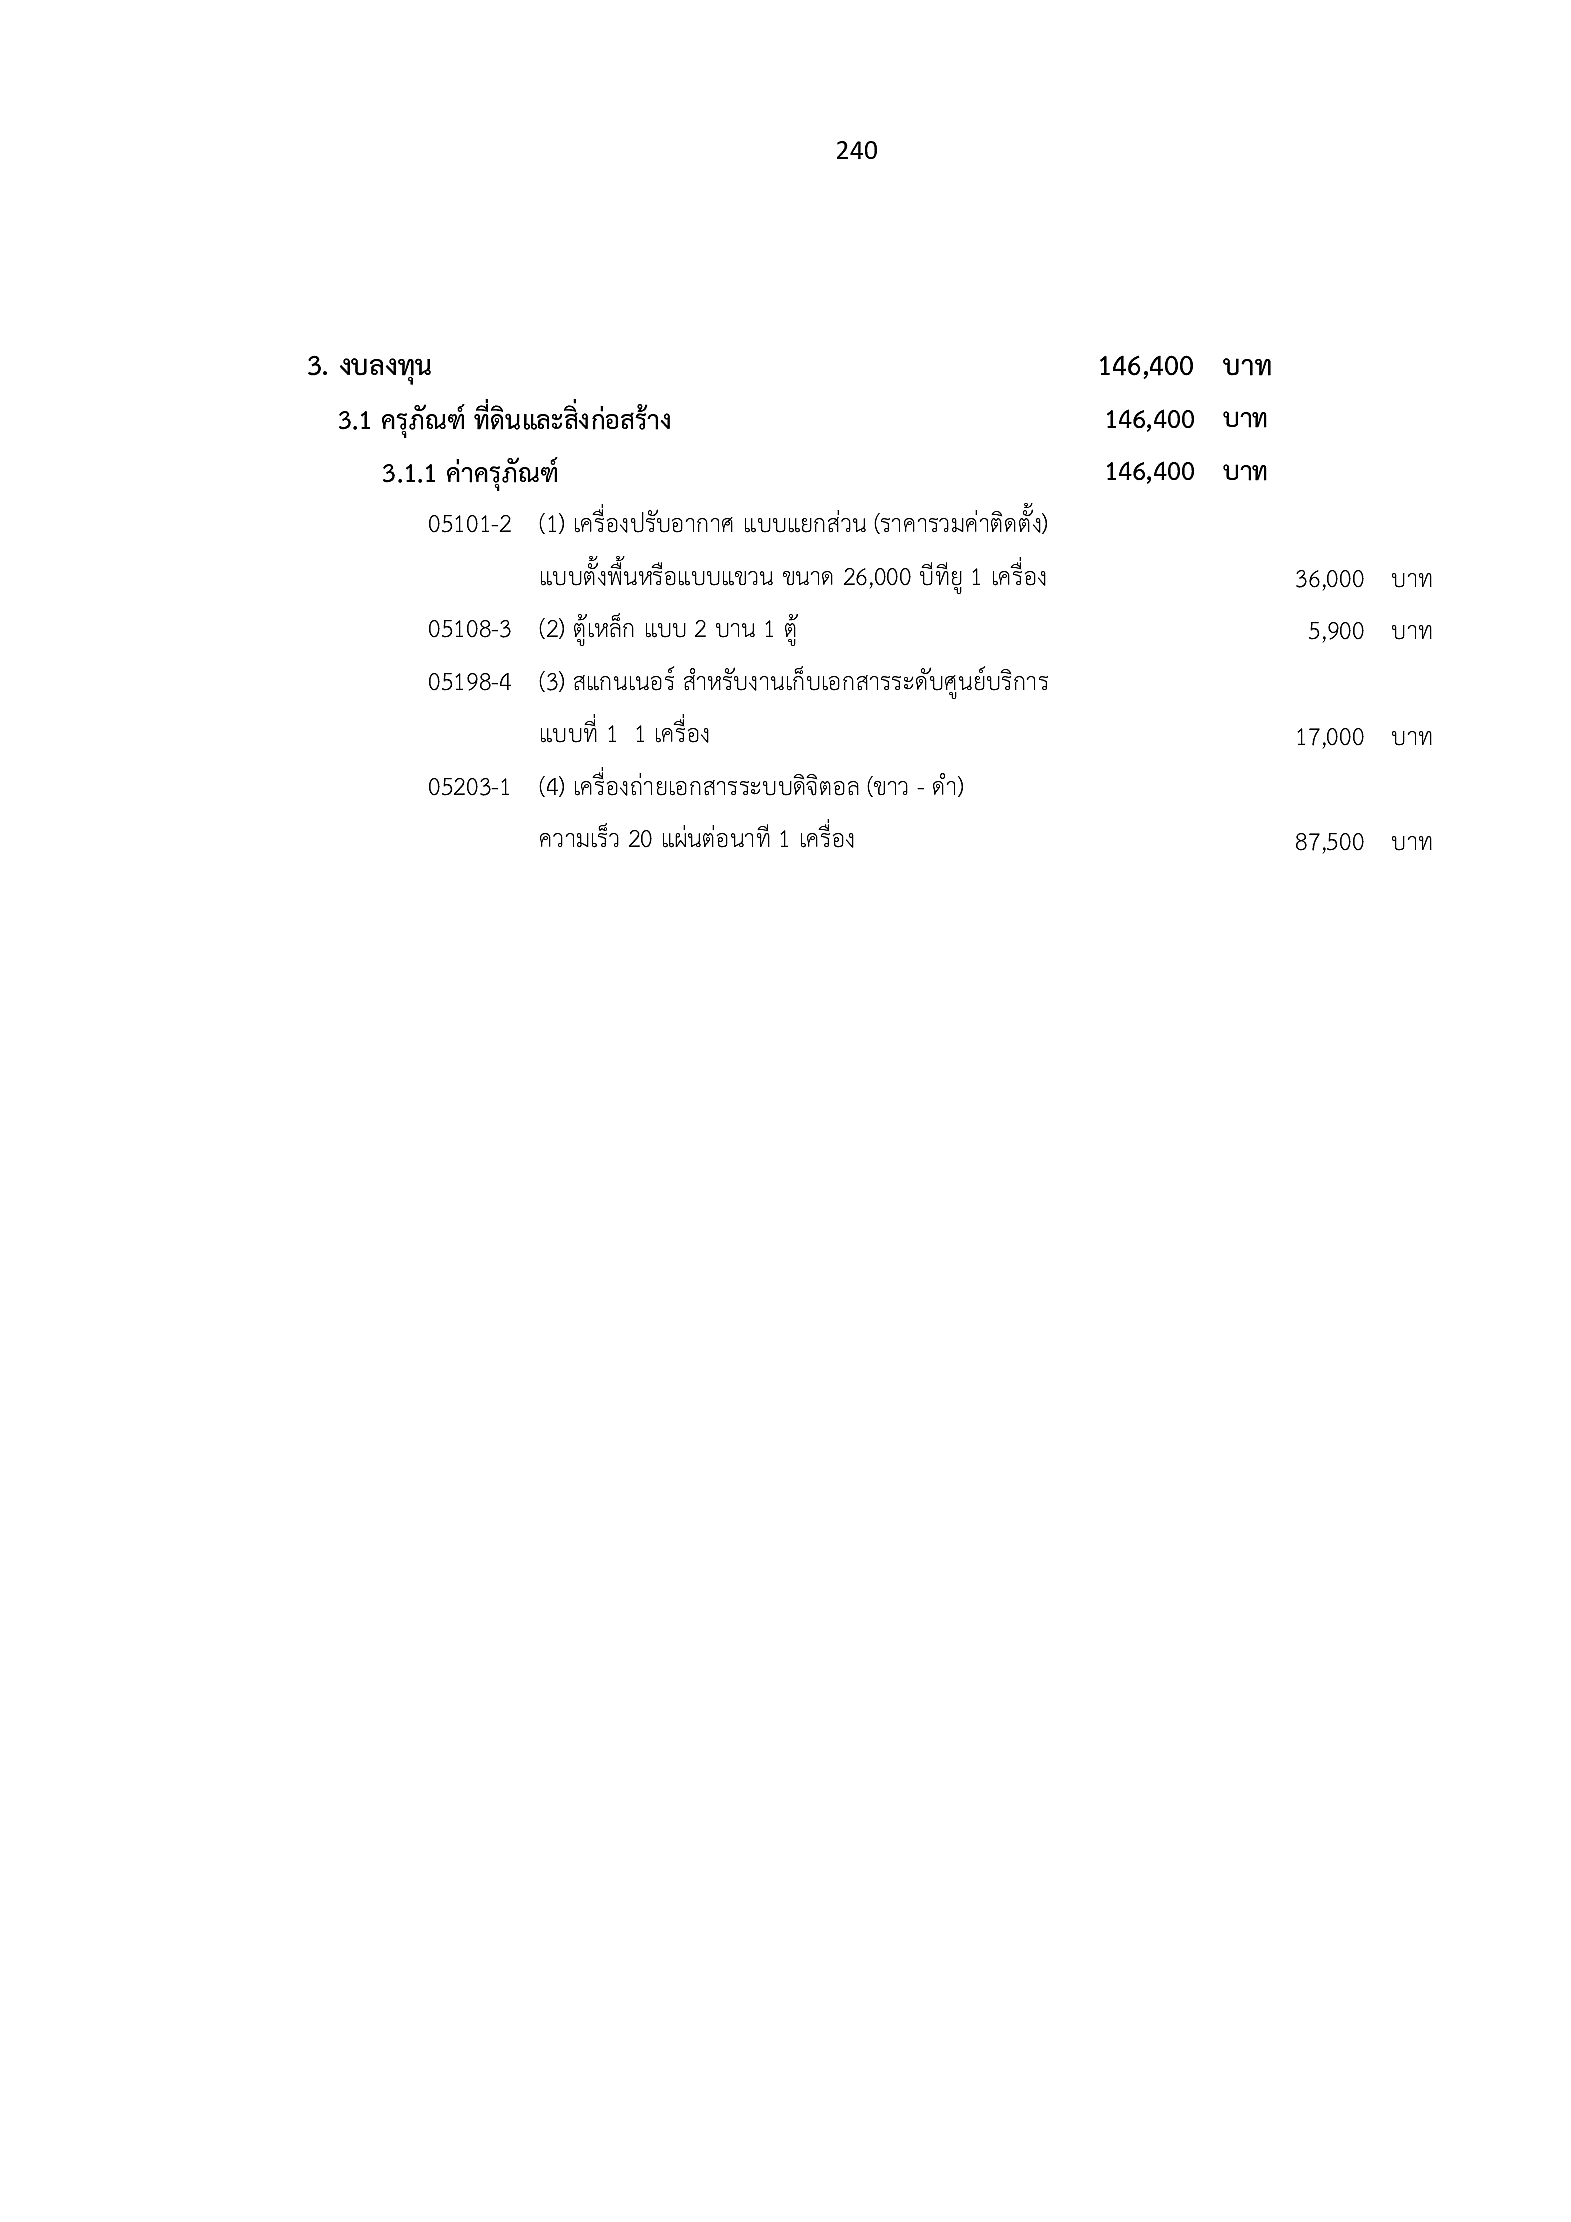 240
3. งบลงทุน 146,400 บาท
3.1 ครุภัณฑ์ ที่ดินและสิ่งก่อสร้าง 146,400 บาท
3.1.1 ค่าครุภัณฑ์ 146,400 บาท
05101-2 (1) เครื่องปรับอากาศ แบบแยกส่วน (ราคารวมค่าติดตั้ง)
แบบตั้งพื้นหรือแบบแขวน ขนาด 26,000 บีทียู 1 เครื่อง 36,000 บาท
05108-3 (2) ตู้เหล็ก แบบ 2 บาน 1 ตู้ 5,900 บาท
05198-4 (3) สแกนเนอร์ สำหรับงานเก็บเอกสารระดับศูนย์บริการ
แบบที่ 1 1 เครื่อง 17,000 บาท
05203-1 (4) เครื่องถ่ายเอกสารระบบดิจิตอล (ขาว - ดำ)
ความเร็ว 20 แผ่นต่อนาที 1 เครื่อง 87,500 บาท